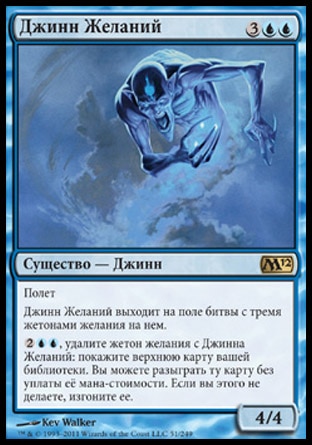 Джинн Желаний 3
Существо — Джинн M12
Полет
Джинн Желаний выходит на поле битвы с тремя
жетонами желания на нем.
2, удалите жетон желания с Джинна
Желаний: покажите верхнюю карту вашей
библиотеки. Вы можете разыграть ту карту без
уплаты её мана-стоимости. Если вы этого не
делаете, изгоните ее.
Kev Walker
™ & © 1993–2011 Wizards of the Coast LLC 51/249
4/4